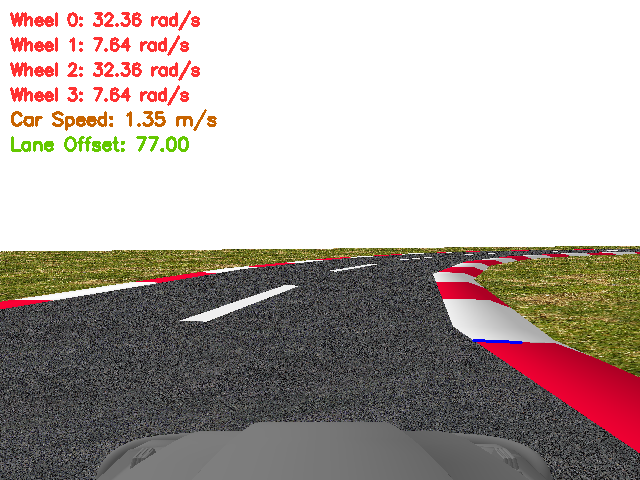 Wheel 0: 32.36 rad/s
Wheel 1: 7.64 rad/s
Wheel 2: 32.36 rad/s
Wheel 3: 7.64 rad/s
Car Speed: 1.35 m/s
Lane Offset: 77.00